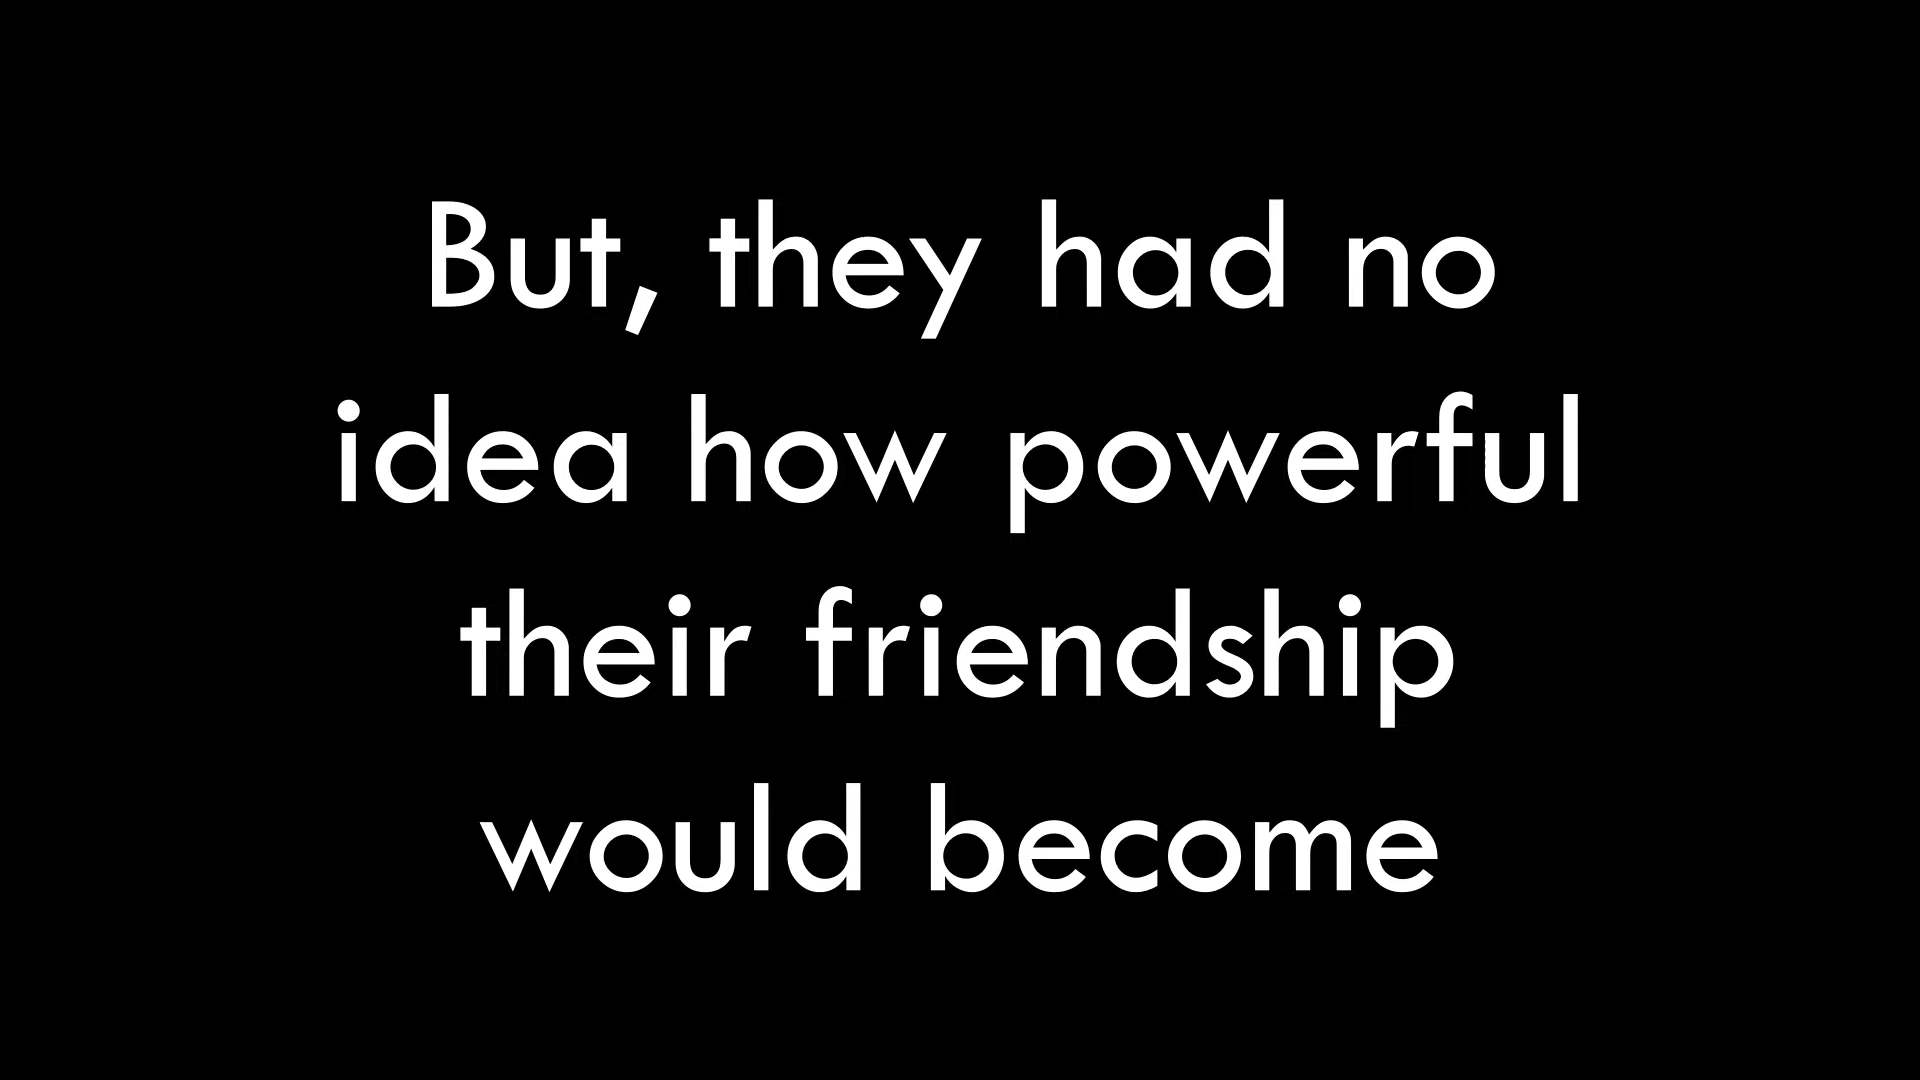 But, they had no
idea how powerful
their friendship
would become